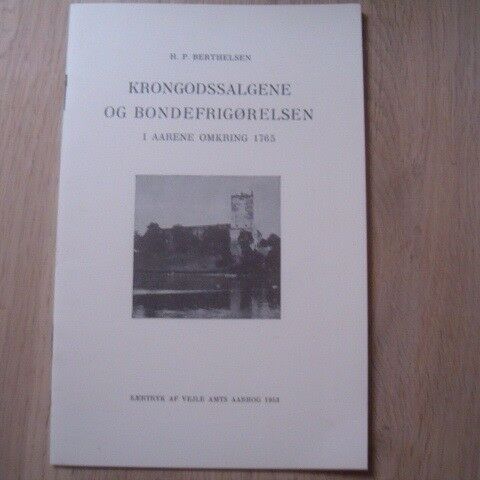 H. P. BERTHELSEN
KRONGODSSALGENE
OG BONDEFRIGØRELSEN
I AARENE OMKRING 1765
SÆRTRYK AF VEJLE AMTS AARBOG 1953